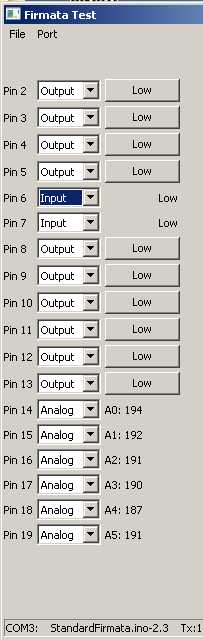 Firmata Test
File Port
Pin 2 Output Low
Pin 3 Output Low
Pin 4 Output Low
Pin 5 Output Low
Pin 6 Input Low
Pin 7 Input Low
Pin 8 Output Low
Pin 9 Output Low
Pin 10 Output Low
Pin 11 Output Low
Pin 12 Output Low
Pin 13 Output Low
Pin 14 Analog A0: 194
Pin 15 Analog A1: 192
Pin 16 Analog A2: 191
Pin 17 Analog A3: 190
Pin 18 Analog A4: 187
Pin 19 Analog A5: 191
COM3: StandardFirmata.ino-2.3 Tx:1